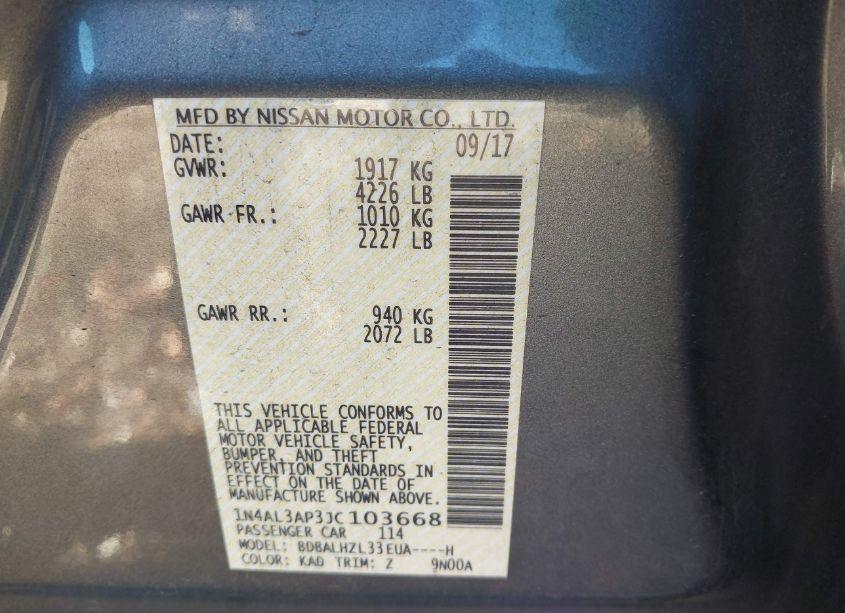 MFD BY NISSAN MOTOR CO., LTD.
DATE: 09/17
GVWR: 1917 KG
4226 LB
GAWR FR.: 1010 KG
2227 LB
GAWR RR.: 940 KG
2072 LB
THIS VEHICLE CONFORMS TO
ALL APPLICABLE FEDERAL
MOTOR VEHICLE SAFETY,
BUMPER, AND THEFT
PREVENTION STANDARDS IN
EFFECT ON THE DATE OF
MANUFACTURE SHOWN ABOVE.
1N4AL3AP3JC103668
PASSENGER CAR 114
MODEL: BDBALHZL33EUA----H
COLOR: KAD TRIM: Z 9N00A